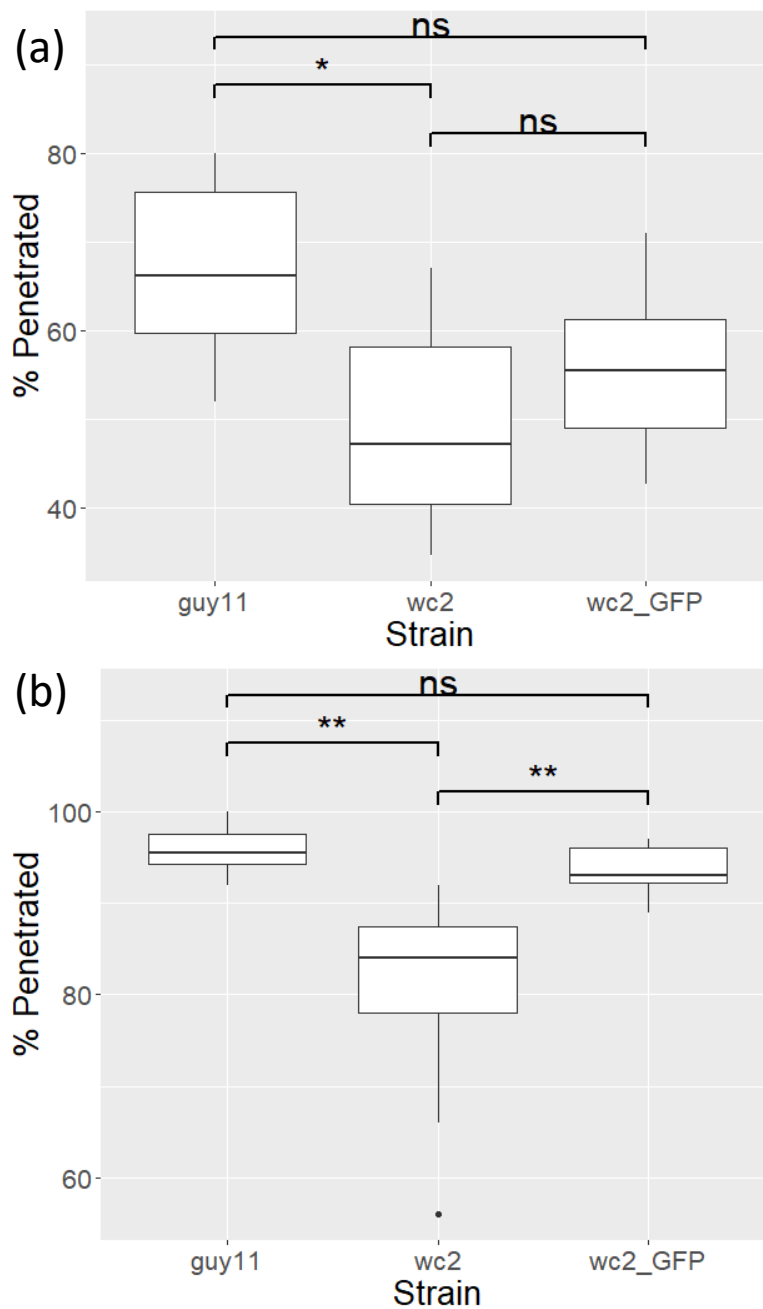 (a)
ns
*
ns
80
60
40
% Penetrated
guy11 wc2 wc2_GFP
Strain
(b)
ns
**
**
100
80
60
% Penetrated
guy11 wc2 wc2_GFP
Strain